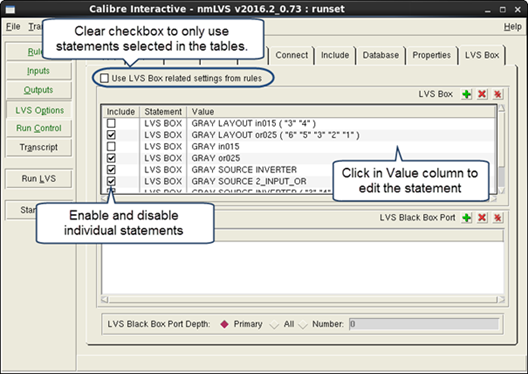 Calibre Interactive - nmLVS v2016.2_0.73 : runset
File
Help
Clear checkbox to only use
statements selected in the tables.
Connect Include Database Properties LVS Box
Inputs
Outputs
LVS Options
Run Control
Transcript
Run LVS
Use LVS Box related settings from rules
LVS Box
Include Statement Value
LVS BOX GRAY LAYOUT in015 ( "3" "4" )
LVS BOX GRAY LAYOUT or025 ( "6" "5" "3" "2" "1" )
LVS BOX GRAY in015
LVS BOX GRAY or025
LVS BOX GRAY SOURCE INVERTER
LVS BOX GRAY SOURCE 2_INPUT_OR
LVS BOX GRAY SOURCE INVERTER ( "3" "4"
Click in Value column to
edit the statement
Enable and disable
individual statements
LVS Black Box Port
LVS Black Box Port Depth: Primary All Number: 0